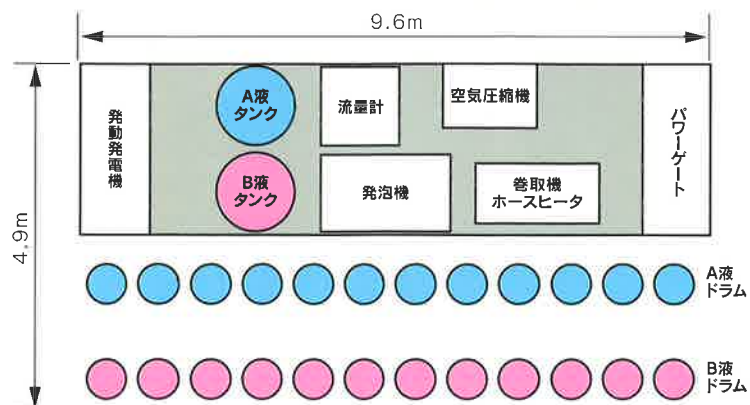 9.6m
4.9m
発動発電機
A液
タンク
流量計
空気圧縮機
パワーゲート
B液
タンク
発泡機
巻取機
ホースヒータ
A液
ドラム
B液
ドラム